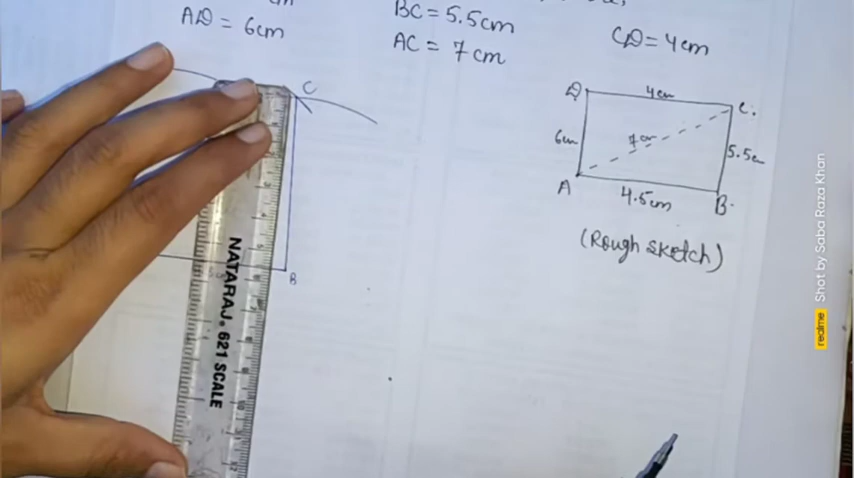 AD = 6cm
BC = 5.5cm
AC = 7cm
CD = 4cm
C
B
D
4cm
C.
6cm
7cm
5.5cm
A
4.5cm
B.
(Rough sketch)
NATARAJ. 621 SCALE
realme Shot by Saba Raza Khan